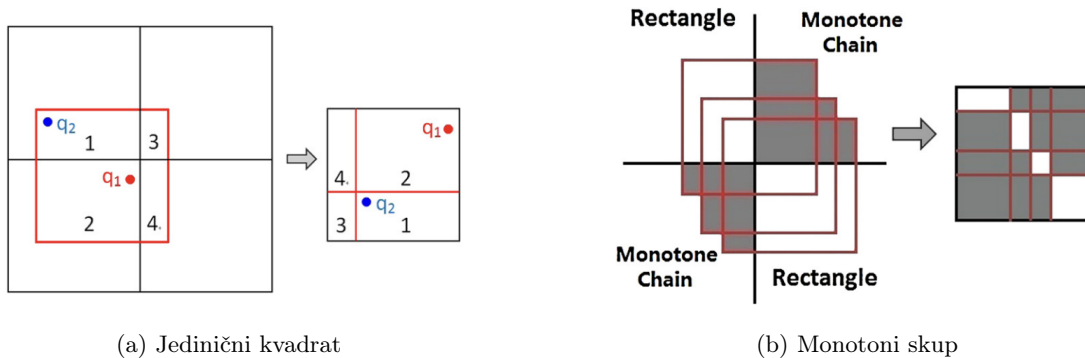 q₂
1
3
q₁
2
4.
q₁
4.
2
q₂
3
1
(a) Jedinični kvadrat
Rectangle
Monotone
Chain
Monotone
Chain
Rectangle
(b) Monotoni skup